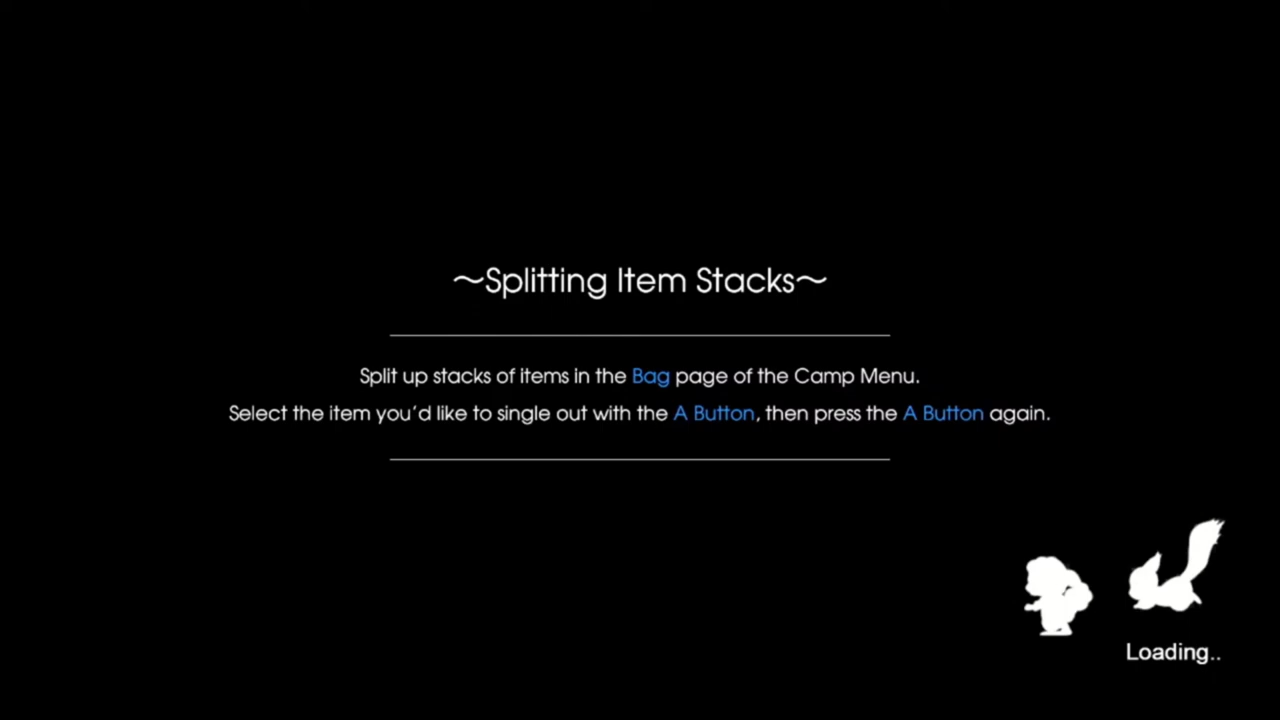 ～Splitting Item Stacks～
Split up stacks of items in the Bag page of the Camp Menu.
Select the item you'd like to single out with the A Button, then press the A Button again.
Loading..